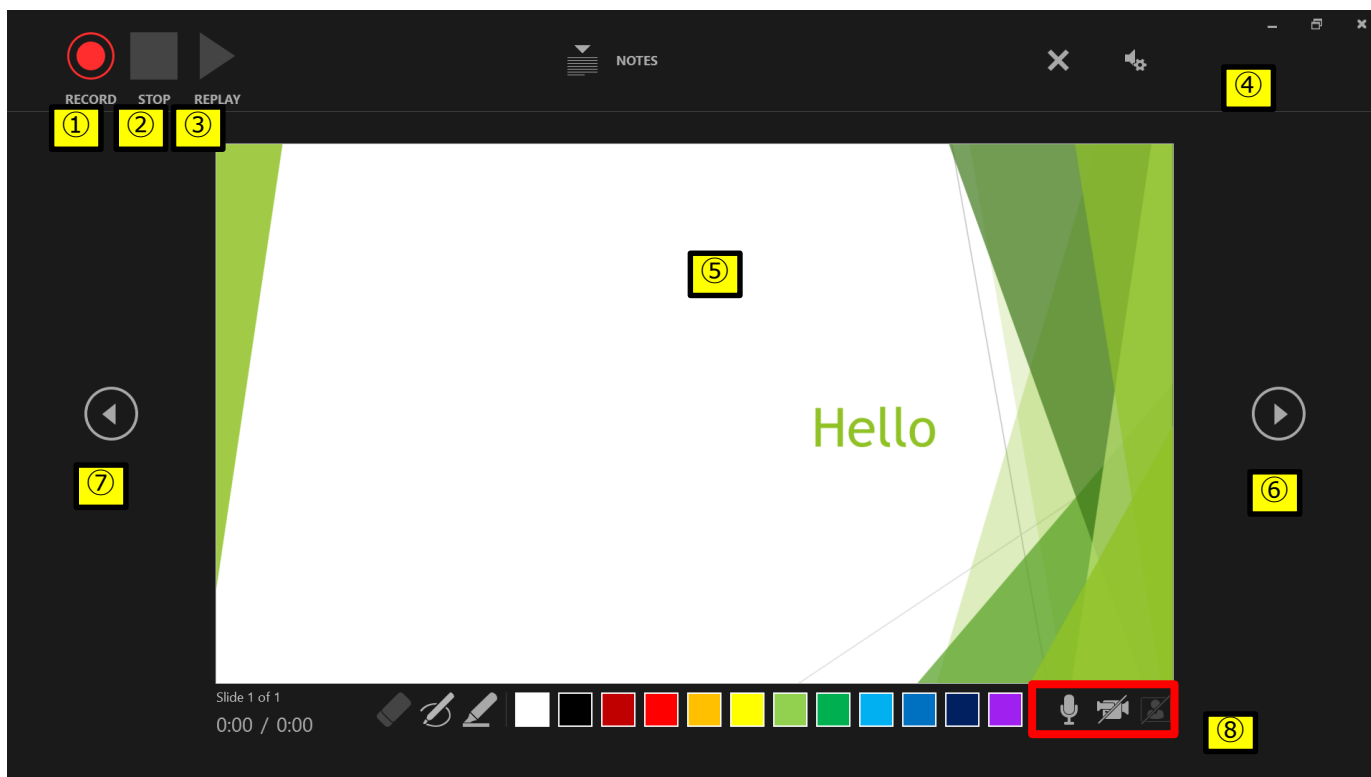 NOTES
RECORD STOP REPLAY
① ② ③
④
⑤
Hello
⑦
⑥
Slide 1 of 1
0:00 / 0:00
⑧